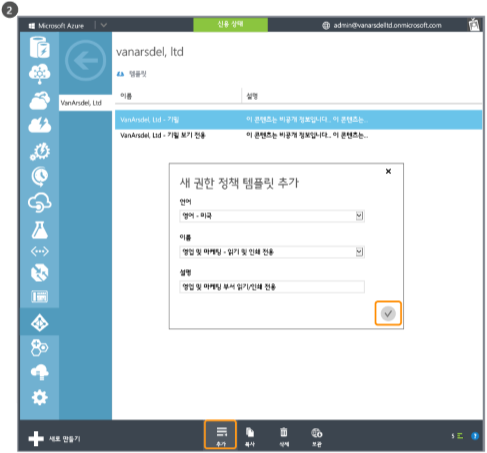 2
Microsoft Azure
신용 상태
admin@vanarsdelltd.onmicrosoft.com
vanarsdel, ltd
템플릿
VanArsdel, Ltd
이름 설명
VanArsdel, Ltd - 기밀 이 콘텐츠는 비공개 정보입니다.. 이 콘텐츠는...
VanArsdel, Ltd - 기밀 보기 전용 이 콘텐츠는 비공개 정보입니다.. 이 콘텐츠는...
새 권한 정책 템플릿 추가
언어
영어 - 미국
이름
영업 및 마케팅 - 읽기 및 인쇄 전용
설명
영업 및 마케팅 부서 읽기/인쇄 전용
새로 만들기
추가 복사 삭제 보관
5